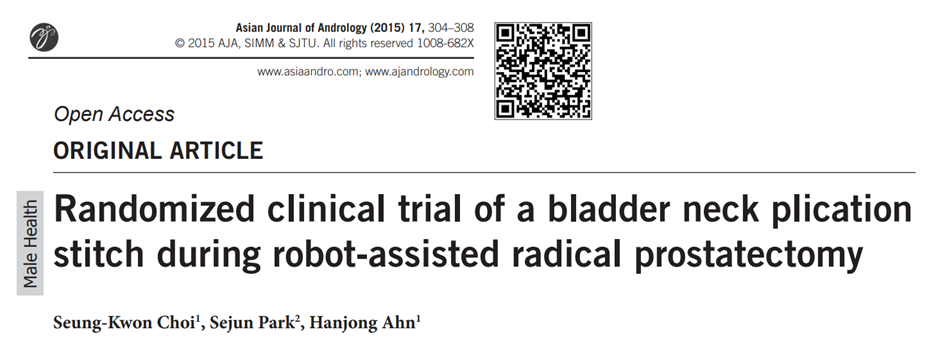 Asian Journal of Andrology (2015) 17, 304–308
© 2015 AJA, SIMM & SJTU. All rights reserved 1008-682X
www.asiaandro.com; www.ajandrology.com
Open Access
ORIGINAL ARTICLE
Male Health
Randomized clinical trial of a bladder neck plication
stitch during robot-assisted radical prostatectomy
Seung-Kwon Choi¹, Sejun Park², Hanjong Ahn¹